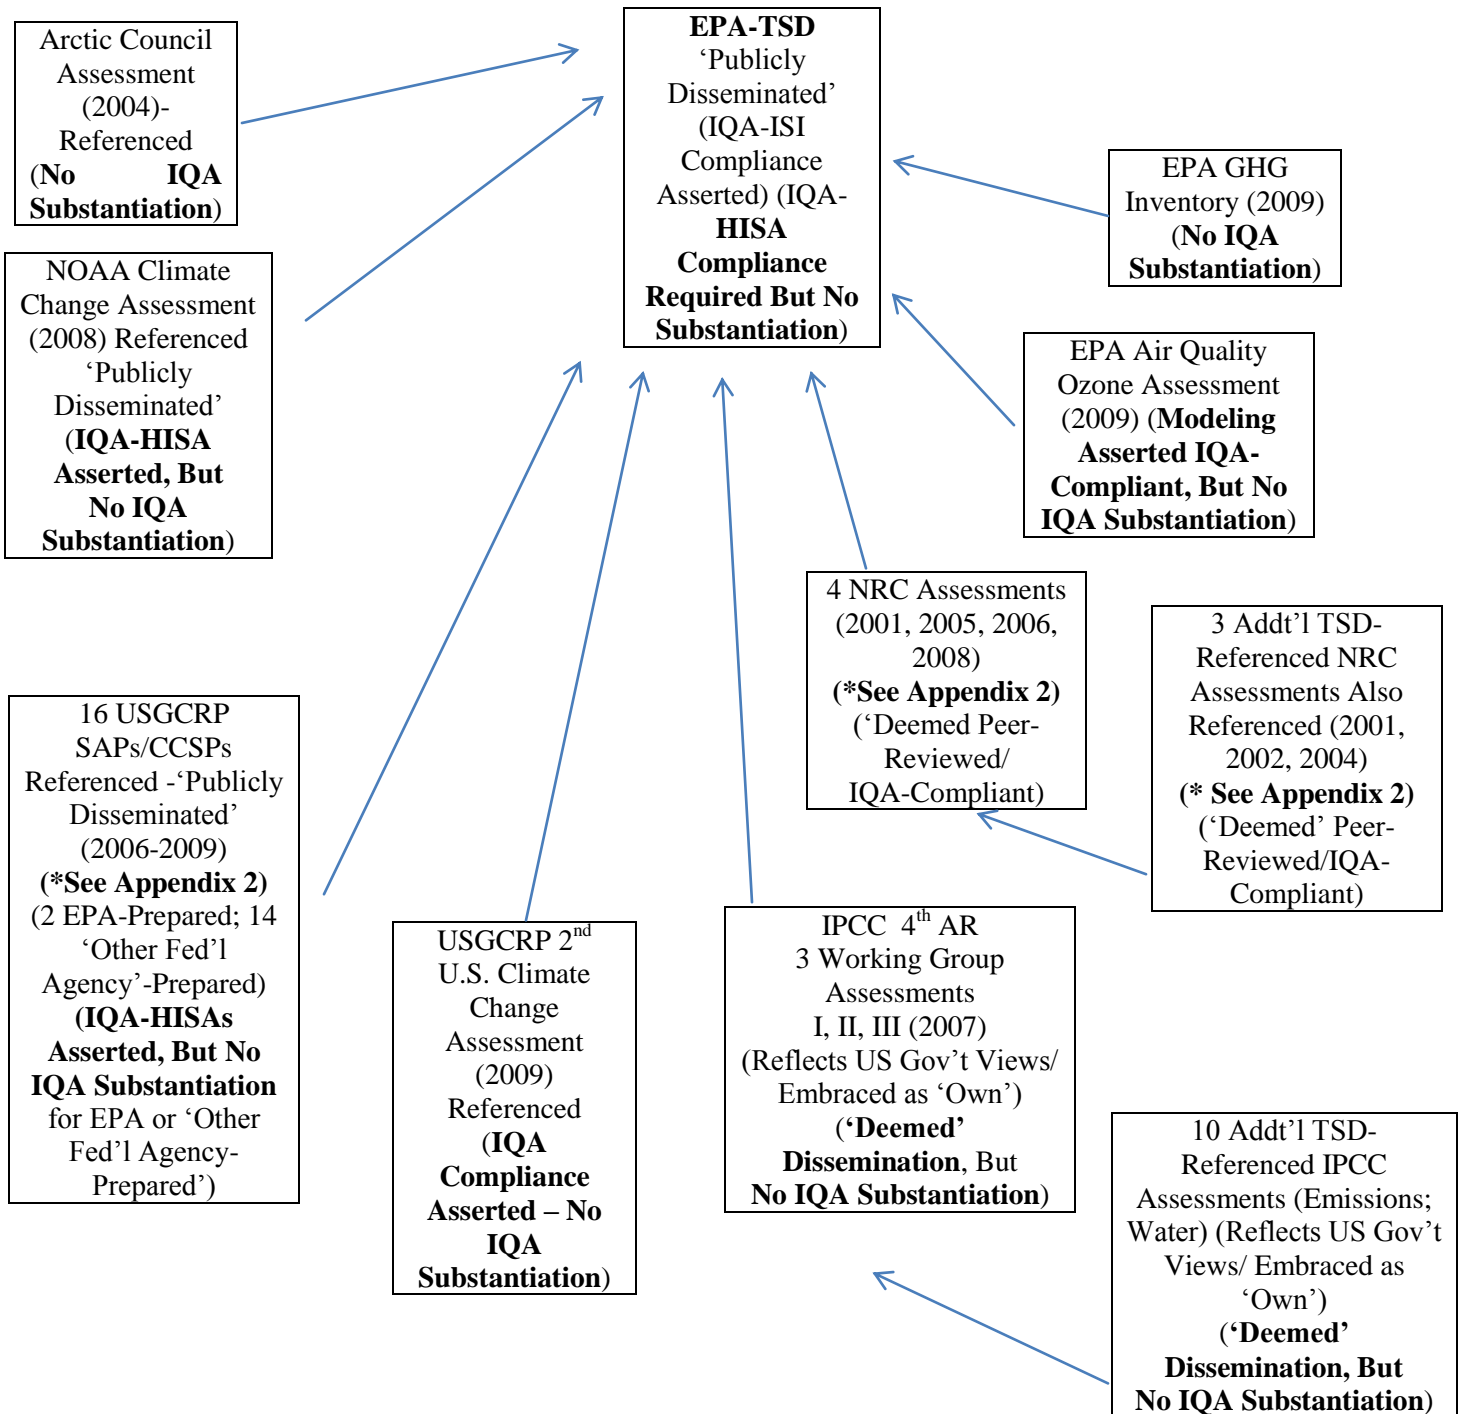 Arctic Council
Assessment
(2004)-
Referenced
(No IQA
Substantiation)
EPA-TSD
‘Publicly
Disseminated’
(IQA-ISI
Compliance
Asserted) (IQA-
HISA
Compliance
Required But No
Substantiation)
EPA GHG
Inventory (2009)
(No IQA
Substantiation)
NOAA Climate
Change Assessment
(2008) Referenced
‘Publicly
Disseminated’
(IQA-HISA
Asserted, But
No IQA
Substantiation)
EPA Air Quality
Ozone Assessment
(2009) (Modeling
Asserted IQA-
Compliant, But No
IQA Substantiation)
4 NRC Assessments
(2001, 2005, 2006,
2008)
(*See Appendix 2)
(‘Deemed Peer-
Reviewed/
IQA-Compliant)
3 Addt’l TSD-
Referenced NRC
Assessments Also
Referenced (2001,
2002, 2004)
(* See Appendix 2)
(‘Deemed’ Peer-
Reviewed/IQA-
Compliant)
16 USGCRP
SAPs/CCSPs
Referenced -‘Publicly
Disseminated’
(2006-2009)
(*See Appendix 2)
(2 EPA-Prepared; 14
‘Other Fed’l
Agency’-Prepared)
(IQA-HISAs
Asserted, But No
IQA Substantiation
for EPA or ‘Other
Fed’l Agency-
Prepared’)
USGCRP 2nd
U.S. Climate
Change
Assessment
(2009)
Referenced
(IQA
Compliance
Asserted – No
IQA
Substantiation)
IPCC 4th AR
3 Working Group
Assessments
I, II, III (2007)
(Reflects US Gov’t Views/
Embraced as ‘Own’)
(‘Deemed’
Dissemination, But
No IQA Substantiation)
10 Addt’l TSD-
Referenced IPCC
Assessments (Emissions;
Water) (Reflects US Gov’t
Views/ Embraced as
‘Own’)
(‘Deemed’
Dissemination, But
No IQA Substantiation)